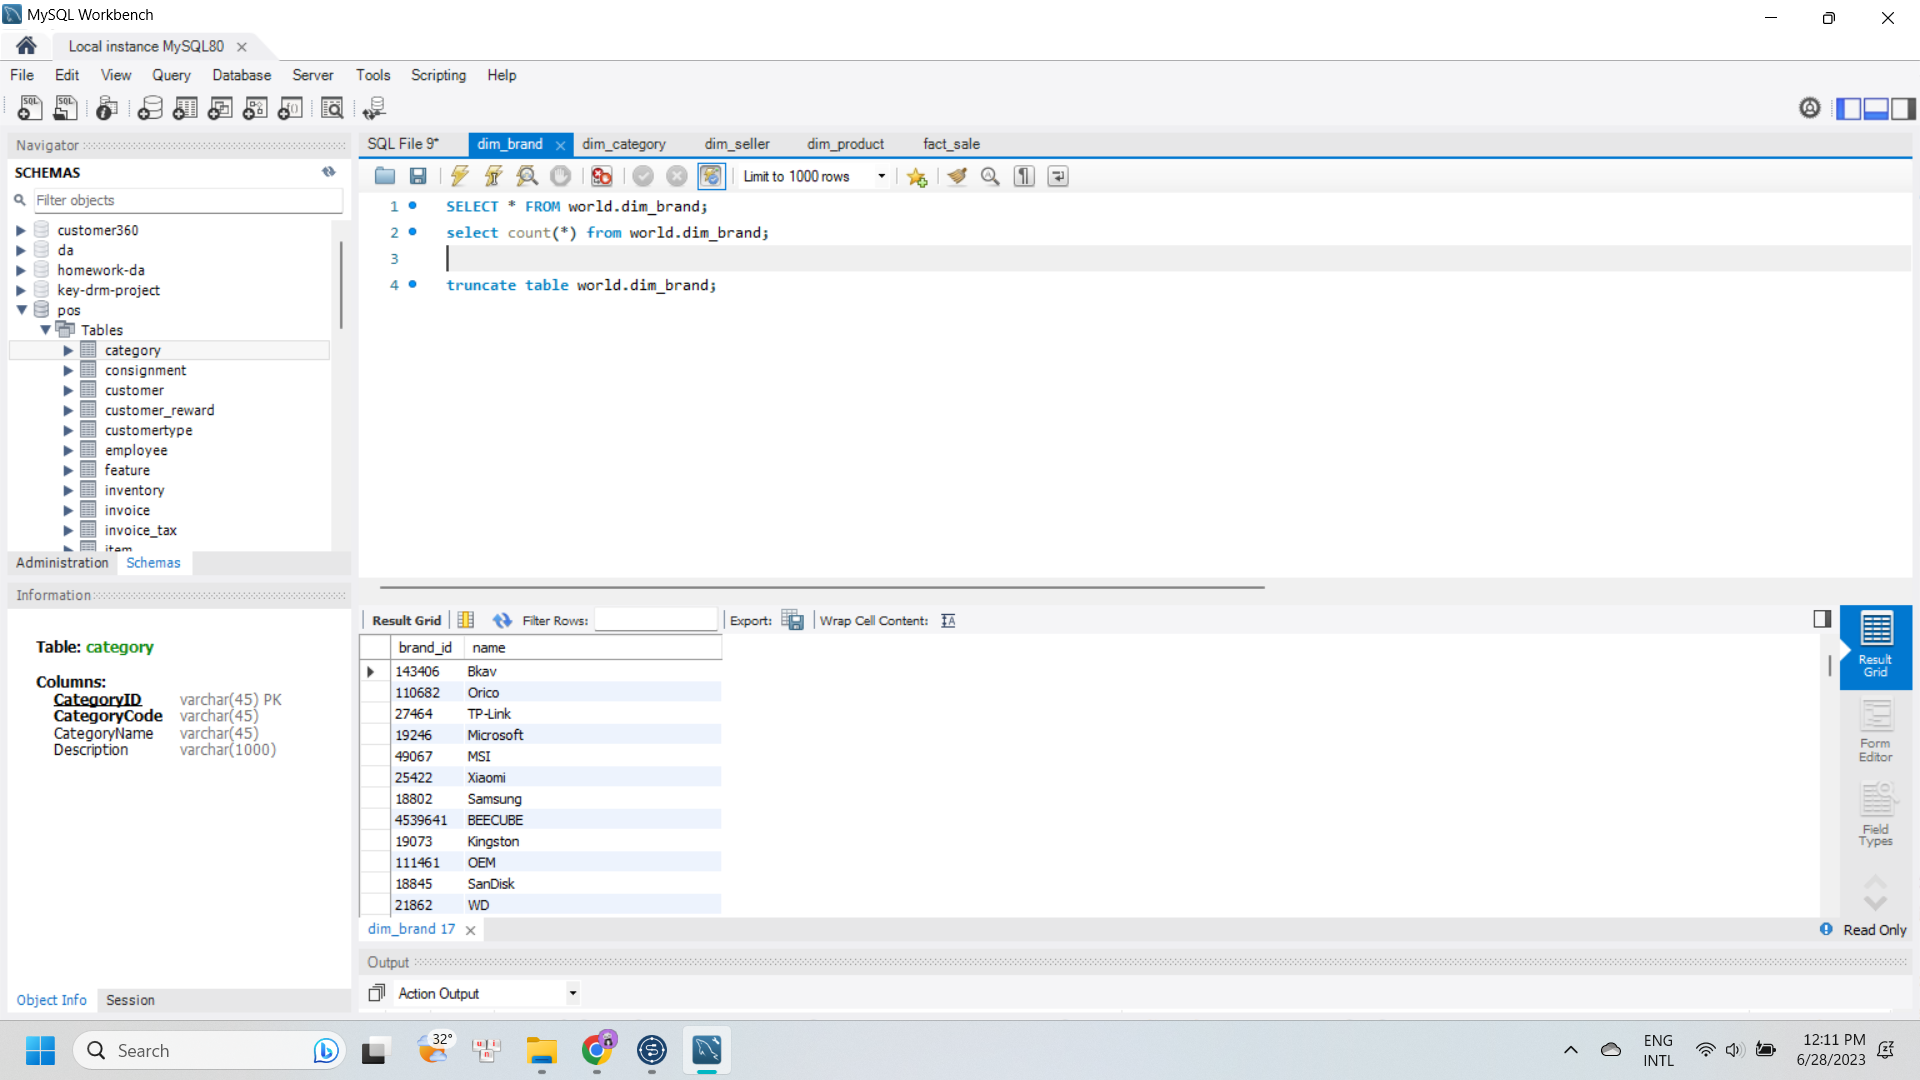 MySQL Workbench
Local instance MySQL80
File Edit View Query Database Server Tools Scripting Help
Navigator
SCHEMAS
Filter objects
customer360
da
homework-da
key-drm-project
pos
Tables
category
consignment
customer
customer_reward
customertype
employee
feature
inventory
invoice
invoice_tax
item
Administration Schemas
Information
Table: category
Columns:
CategoryID varchar(45) PK
CategoryCode varchar(45)
CategoryName varchar(45)
Description varchar(1000)
Object Info Session
SQL File 9* dim_brand dim_category dim_seller dim_product fact_sale
Limit to 1000 rows
1 SELECT * FROM world.dim_brand;
2 select count(*) from world.dim_brand;
3
4 truncate table world.dim_brand;
Result Grid Filter Rows: Export: Wrap Cell Content:
brand_id name
143406 Bkav
110682 Orico
27464 TP-Link
19246 Microsoft
49067 MSI
25422 Xiaomi
18802 Samsung
4539641 BEECUBE
19073 Kingston
111461 OEM
18845 SanDisk
21862 WD
Result
Grid
Form
Editor
Field
Types
dim_brand 17
Read Only
Output
Action Output
Search
32°
ENG
INTL
12:11 PM
6/28/2023